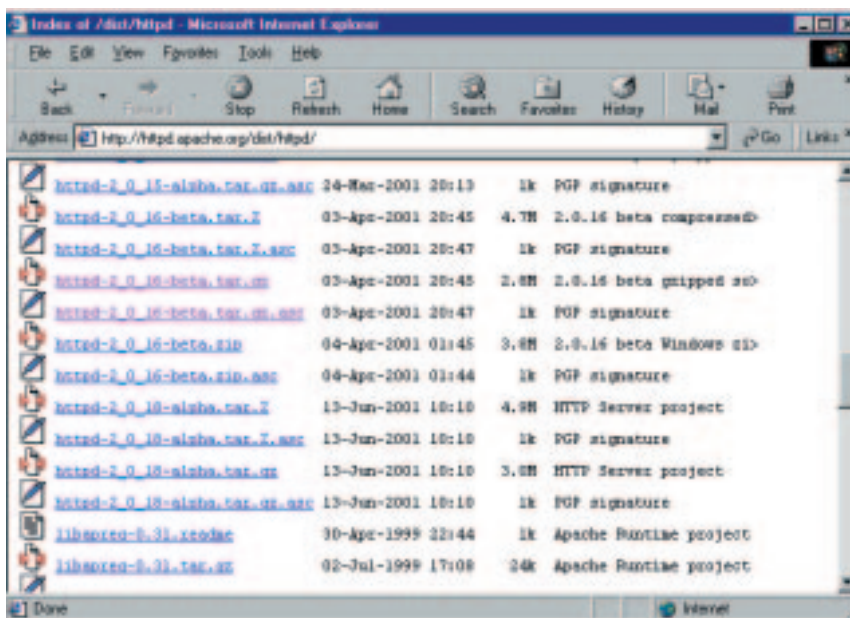 Index of /dist/httpd - Microsoft Internet Explorer
File Edit View Favorites Tools Help
Back Forward Stop Refresh Home Search Favorites History Mail Print
Address http://httpd.apache.org/dist/httpd/ Go Links
httpd-2_0_15-alpha.tar.gz.asc 24-Mar-2001 20:13 1k PGP signature
httpd-2_0_16-beta.tar.Z 03-Apr-2001 20:45 4.7M 2.0.16 beta compressed>
httpd-2_0_16-beta.tar.Z.asc 03-Apr-2001 20:47 1k PGP signature
httpd-2_0_16-beta.tar.gz 03-Apr-2001 20:45 2.8M 2.0.16 beta gzipped so>
httpd-2_0_16-beta.tar.gz.asc 03-Apr-2001 20:47 1k PGP signature
httpd-2_0_16-beta.zip 04-Apr-2001 01:45 2.0.16 beta Windows zi>
httpd-2_0_16-beta.zip.asc 04-Apr-2001 01:44 1k PGP signature
httpd-2_0_18-alpha.tar.Z 13-Jun-2001 10:10 4.9M HTTP Server project
httpd-2_0_18-alpha.tar.Z.asc 13-Jun-2001 10:10 1k PGP signature
httpd-2_0_18-alpha.tar.gz 13-Jun-2001 10:10 3.0M HTTP Server project
httpd-2_0_18-alpha.tar.gz.asc 13-Jun-2001 10:10 1k PGP signature
libapreq-0.31.readme 30-Apr-1999 22:44 1k Apache Runtime project
libapreq-0.31.tar.gz 02-Jul-1999 17:08 24k Apache Runtime project
Done Internet